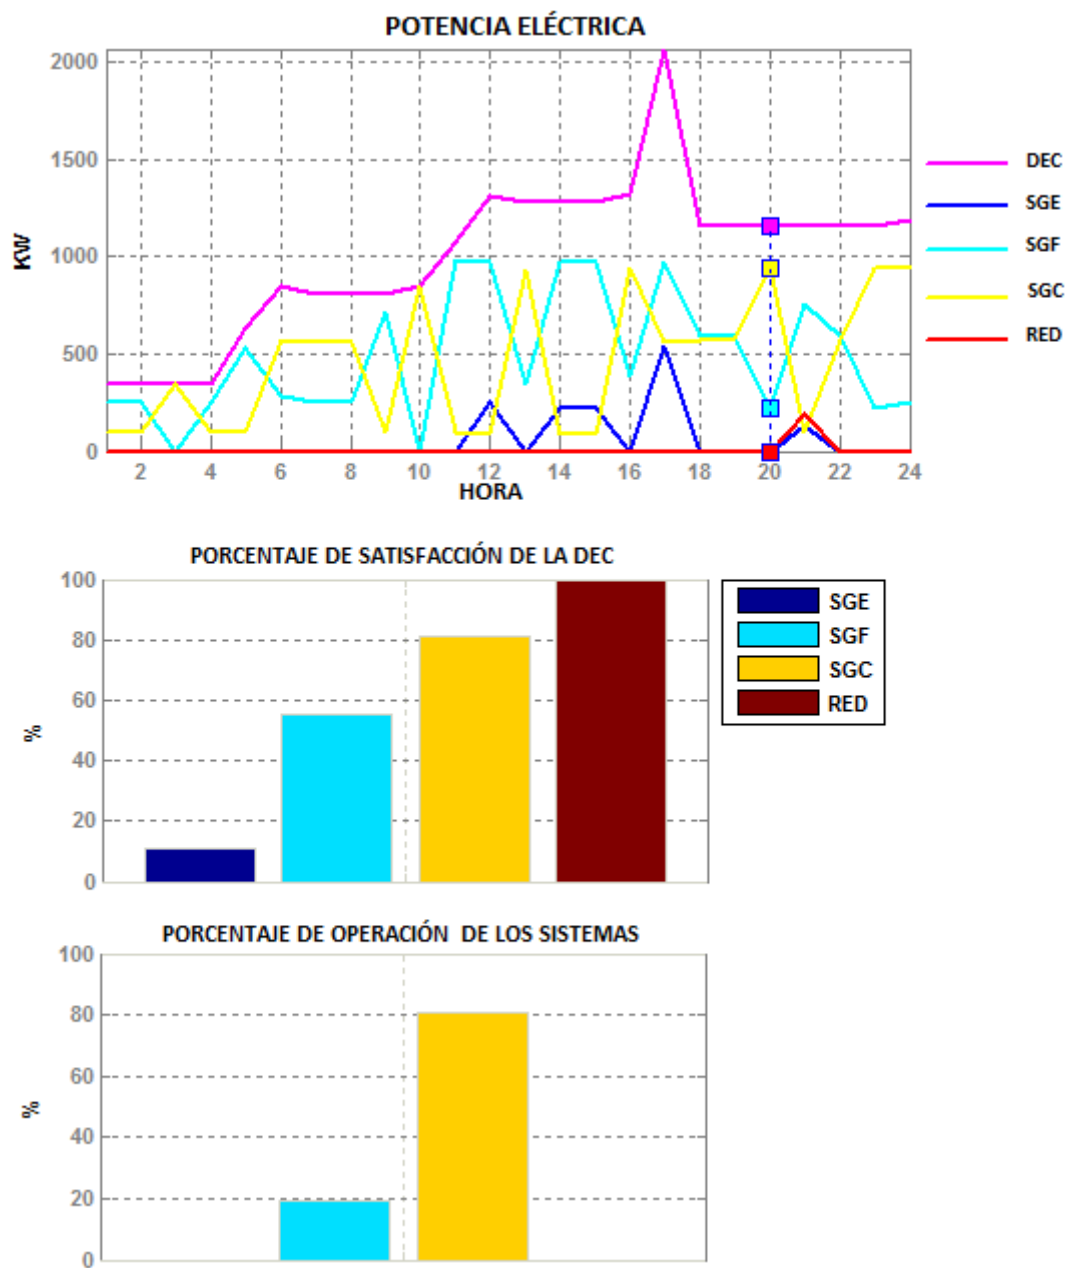 POTENCIA ELÉCTRICA
2000
1500
1000
500
0
KW
2 4 6 8 10 12 14 16 18 20 22 24
HORA
DEC
SGE
SGF
SGC
RED
PORCENTAJE DE SATISFACCIÓN DE LA DEC
100
80
60
40
20
0
%
SGE
SGF
SGC
RED
PORCENTAJE DE OPERACIÓN DE LOS SISTEMAS
100
80
60
40
20
0
%